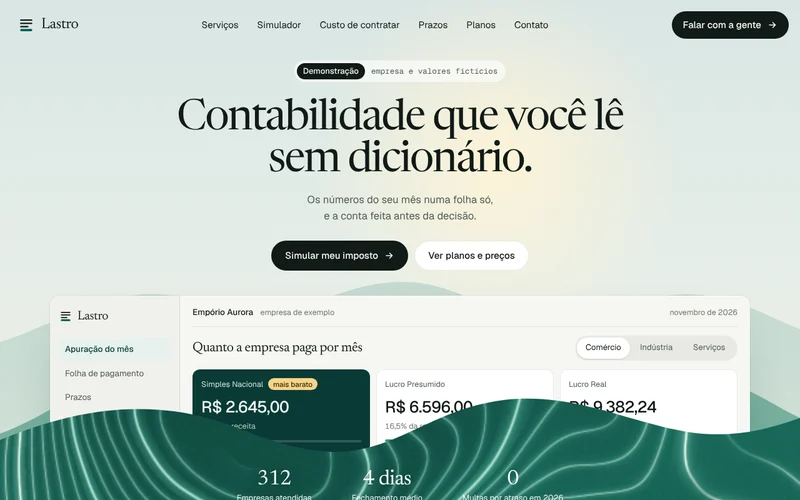 Lastro
Serviços
Simulador
Custo de contratar
Prazos
Planos
Contato
Falar com a gente →
Demonstração empresa e valores fictícios
Contabilidade que você lê
sem dicionário.
Os números do seu mês numa folha só,
e a conta feita antes da decisão.
Simular meu imposto →
Ver planos e preços
Lastro
Apuração do mês
Folha de pagamento
Prazos
Empório Aurora empresa de exemplo
novembro de 2026
Quanto a empresa paga por mês
Comércio
Indústria
Serviços
Simples Nacional mais barato
R$ 2.645,00
receita
Lucro Presumido
R$ 6.596,00
16,5% da
Lucro Real
R$ 9.382,24
312
Empresas atendidas
4 dias
Fechamento médio
0
Multas por atraso em 2026